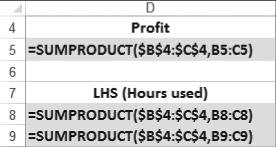 D
4 Profit
5 =SUMPRODUCT($B$4:$C$4,B5:C5)
6
7 LHS (Hours used)
8 =SUMPRODUCT($B$4:$C$4,B8:C8)
9 =SUMPRODUCT($B$4:$C$4,B9:C9)